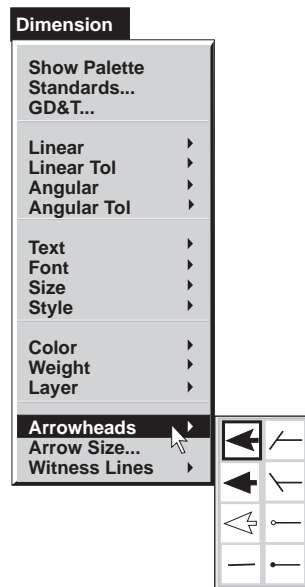 Dimension
Show Palette
Standards...
GD&T...
Linear
Linear Tol
Angular
Angular Tol
Text
Font
Size
Style
Color
Weight
Layer
Arrowheads
Arrow Size...
Witness Lines